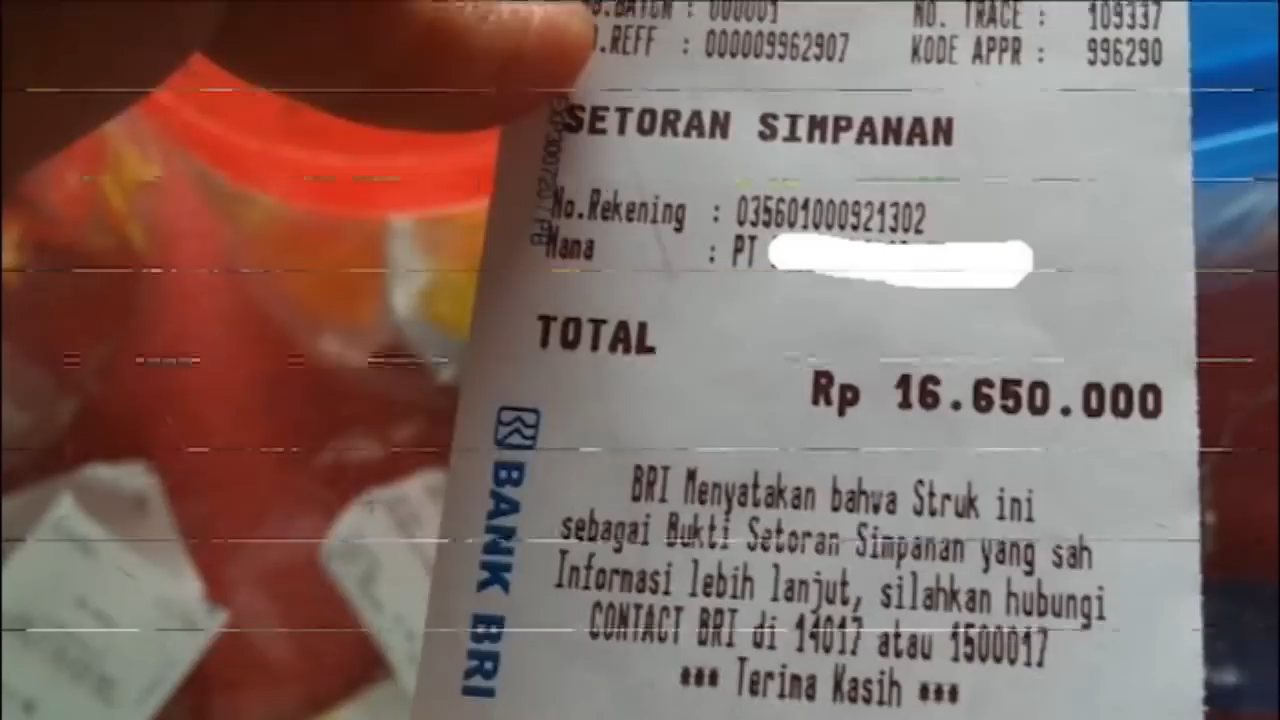 O.BATCH : 000001 NO. TRACE : 109337
O.REFF : 000009962907 KODE APPR : 996290
SETORAN SIMPANAN
No.Rekening : 035601000921302
Nama : PT
TOTAL
Rp 16.650.000
BRI Menyatakan bahwa Struk ini
sebagai Bukti Setoran Simpanan yang sah
Informasi lebih lanjut, silahkan hubungi
CONTACT BRI di 14017 atau 1500017
*** Terima Kasih ***
BANK BRI